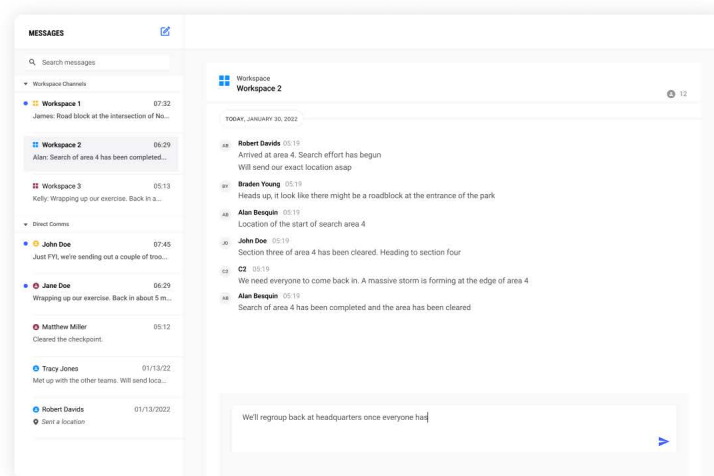 MESSAGES
Search messages
Workspace Channels
Workspace 1 07:32
James: Road block at the intersection of No...
Workspace 2 06:29
Alan: Search of area 4 has been completed...
Workspace 3 05:13
Kelly: Wrapping up our exercise. Back in a...
Direct Comms
John Doe 07:45
Just FYI, we're sending out a couple of troo...
Jane Doe 06:29
Wrapping up our exercise. Back in about 5 m...
Matthew Miller 05:12
Cleared the checkpoint.
Tracy Jones 01/13/22
Met up with the other teams. Will send loca...
Robert Davids 01/13/2022
Sent a location
Workspace
Workspace 2
12
TODAY, JANUARY 30, 2022
AB Robert Davids 05:19
Arrived at area 4. Search effort has begun
Will send our exact location asap
BY Braden Young 05:19
Heads up, it look like there might be a roadblock at the entrance of the park
AB Alan Besquin 05:19
Location of the start of search area 4
JD John Doe 05:19
Section three of area 4 has been cleared. Heading to section four
C2 C2 05:19
We need everyone to come back in. A massive storm is forming at the edge of area 4
AB Alan Besquin 05:19
Search of area 4 has been completed and the area has been cleared
We'll regroup back at headquarters once everyone has